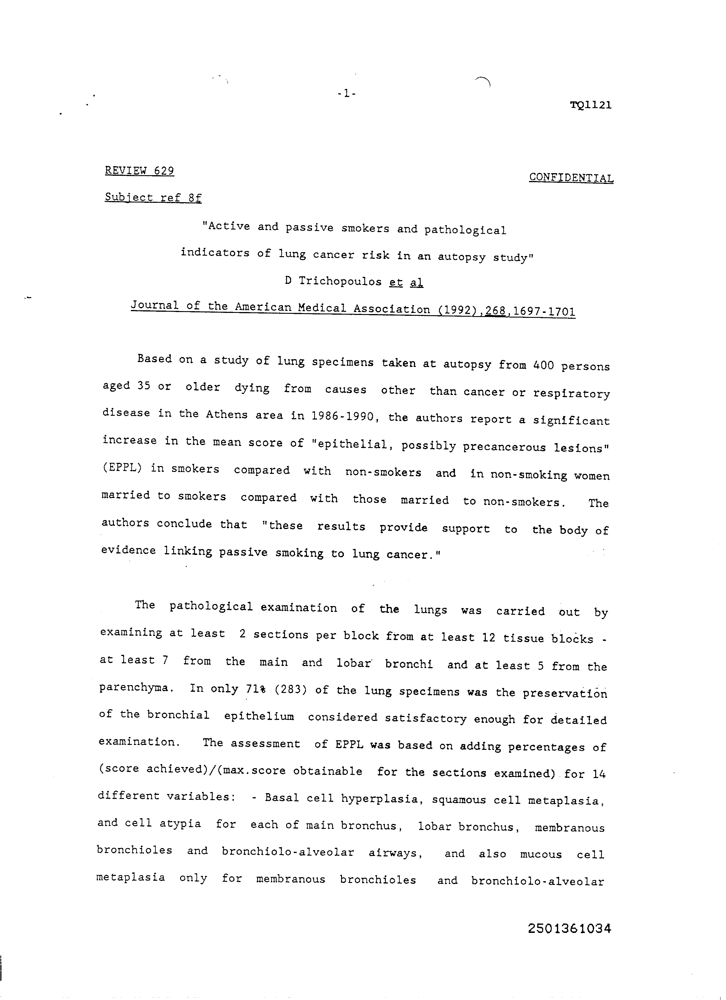 -1-
TQ1121
REVIEW 629
CONFIDENTIAL
Subject ref 8f
"Active and passive smokers and pathological
indicators of lung cancer risk in an autopsy study"
D Trichopoulos et al
Journal of the American Medical Association (1992),268,1697-1701
Based on a study of lung specimens taken at autopsy from 400 persons
aged 35 or older dying from causes other than cancer or respiratory
disease in the Athens area in 1986-1990, the authors report a significant
increase in the mean score of "epithelial, possibly precancerous lesions"
(EPPL) in smokers compared with non-smokers and in non-smoking women
married to smokers compared with those married to non-smokers. The
authors conclude that "these results provide support to the body of
evidence linking passive smoking to lung cancer."
The pathological examination of the lungs was carried out by
examining at least 2 sections per block from at least 12 tissue blocks -
at least 7 from the main and lobar bronchi and at least 5 from the
parenchyma. In only 71% (283) of the lung specimens was the preservation
of the bronchial epithelium considered satisfactory enough for detailed
examination. The assessment of EPPL was based on adding percentages of
(score achieved)/(max.score obtainable for the sections examined) for 14
different variables: - Basal cell hyperplasia, squamous cell metaplasia,
and cell atypia for each of main bronchus, lobar bronchus, membranous
bronchioles and bronchiolo-alveolar airways, and also mucous cell
metaplasia only for membranous bronchioles and bronchiolo-alveolar
2501361034